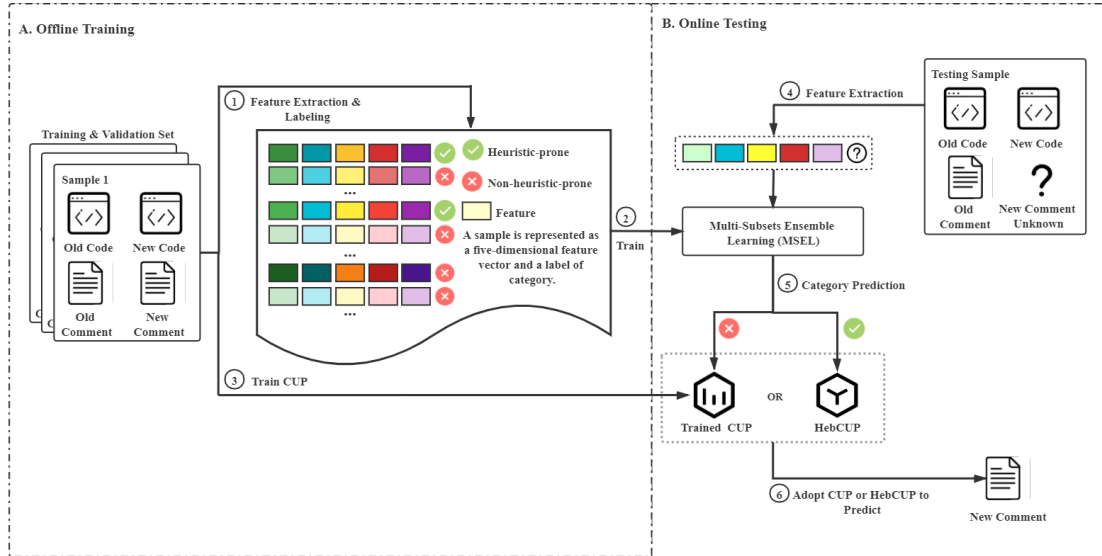 A. Offline Training
Training & Validation Set
Sample 1
Old Code
New Code
Old
Comment
New
Comment
C
C
1
Feature Extraction &
Labeling
Heuristic-prone
Non-heuristic-prone
...
Feature
A sample is represented as
a five-dimensional feature
vector and a label of
category.
...
...
2
Train
3
Train CUP
B. Online Testing
Testing Sample
Old Code
New Code
Old
Comment
?
New Comment
Unknown
4
Feature Extraction
?
Multi-Subsets Ensemble
Learning (MSEL)
5
Category Prediction
Trained CUP
OR
HebCUP
6
Adopt CUP or HebCUP to
Predict
New Comment